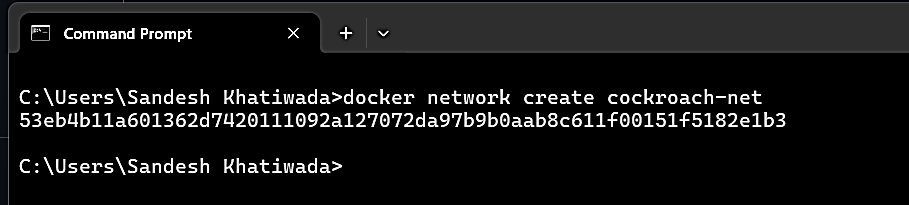 Command Prompt
C:\Users\Sandesh Khatiwada>docker network create cockroach-net
53eb4b11a601362d7420111092a127072da97b9b0aab8c611f00151f5182e1b3
C:\Users\Sandesh Khatiwada>